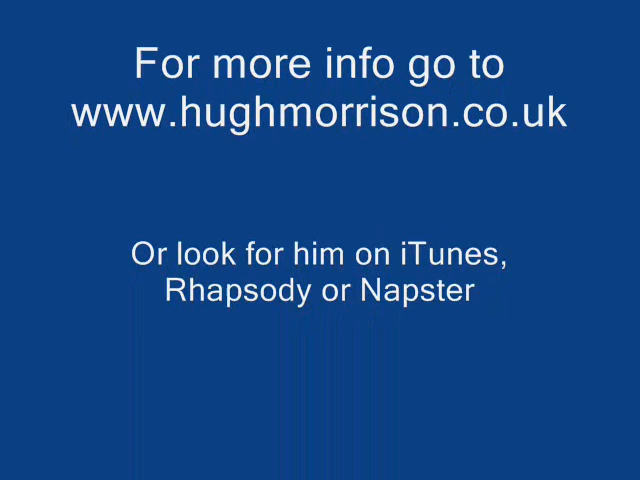 For more info go to
www.hughmorrison.co.uk
Or look for him on iTunes,
Rhapsody or Napster